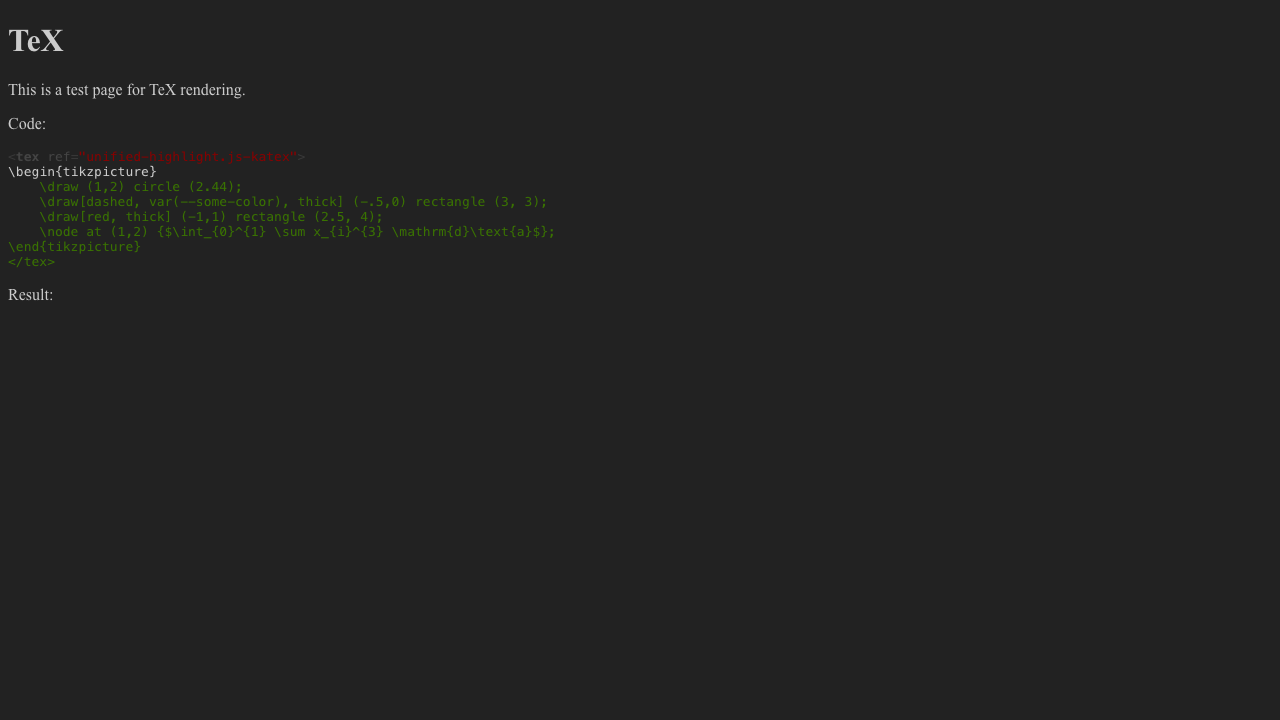 TeX
This is a test page for TeX rendering.
Code:
<tex ref="unified-highlight.js-katex">
\begin{tikzpicture}
    \draw (1,2) circle (2.44);
    \draw[dashed, var(--some-color), thick] (-.5,0) rectangle (3, 3);
    \draw[red, thick] (-1,1) rectangle (2.5, 4);
    \node at (1,2) {$\int_{0}^{1} \sum x_{i}^{3} \mathrm{d}\text{a}$};
\end{tikzpicture}
</tex>
Result: